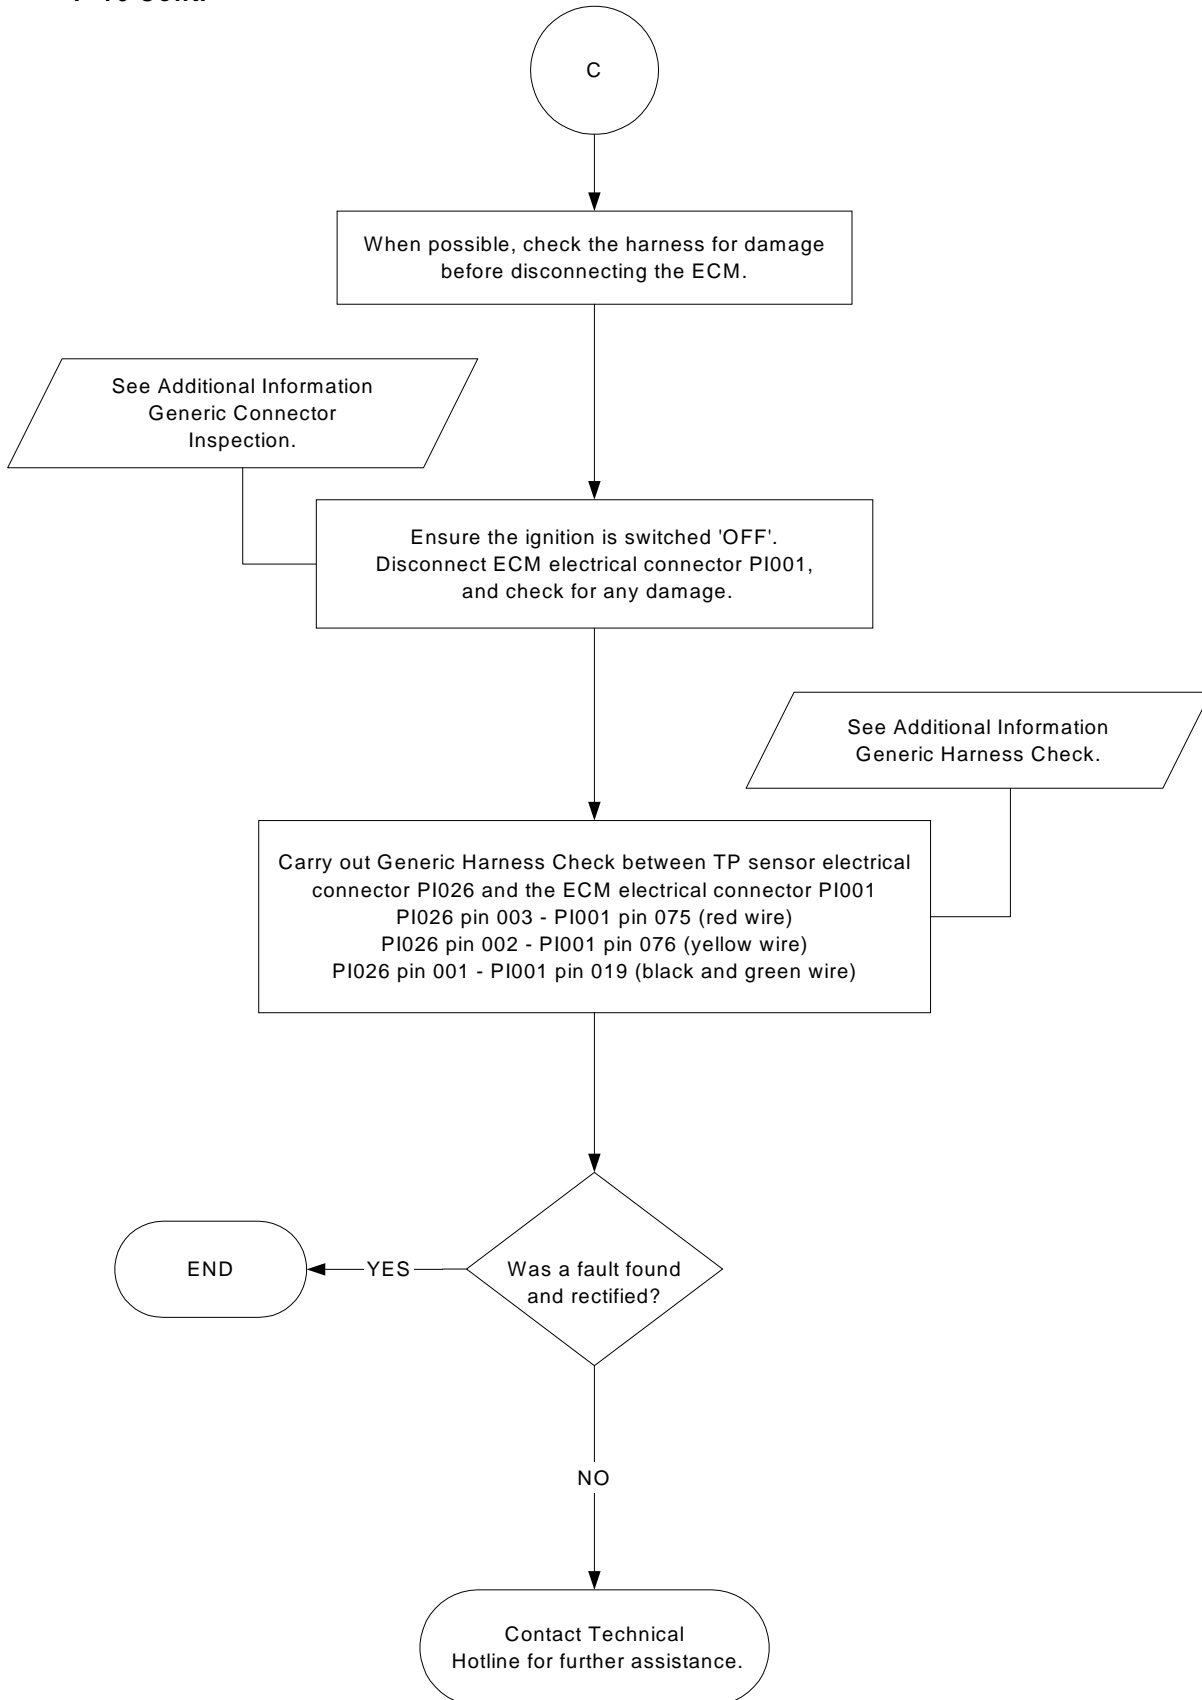 C
When possible, check the harness for damage
before disconnecting the ECM.
See Additional Information
Generic Connector
Inspection.
Ensure the ignition is switched 'OFF'.
Disconnect ECM electrical connector PI001,
and check for any damage.
See Additional Information
Generic Harness Check.
Carry out Generic Harness Check between TP sensor electrical
connector PI026 and the ECM electrical connector PI001
PI026 pin 003 - PI001 pin 075 (red wire)
PI026 pin 002 - PI001 pin 076 (yellow wire)
PI026 pin 001 - PI001 pin 019 (black and green wire)
END
YES
Was a fault found
and rectified?
NO
Contact Technical
Hotline for further assistance.